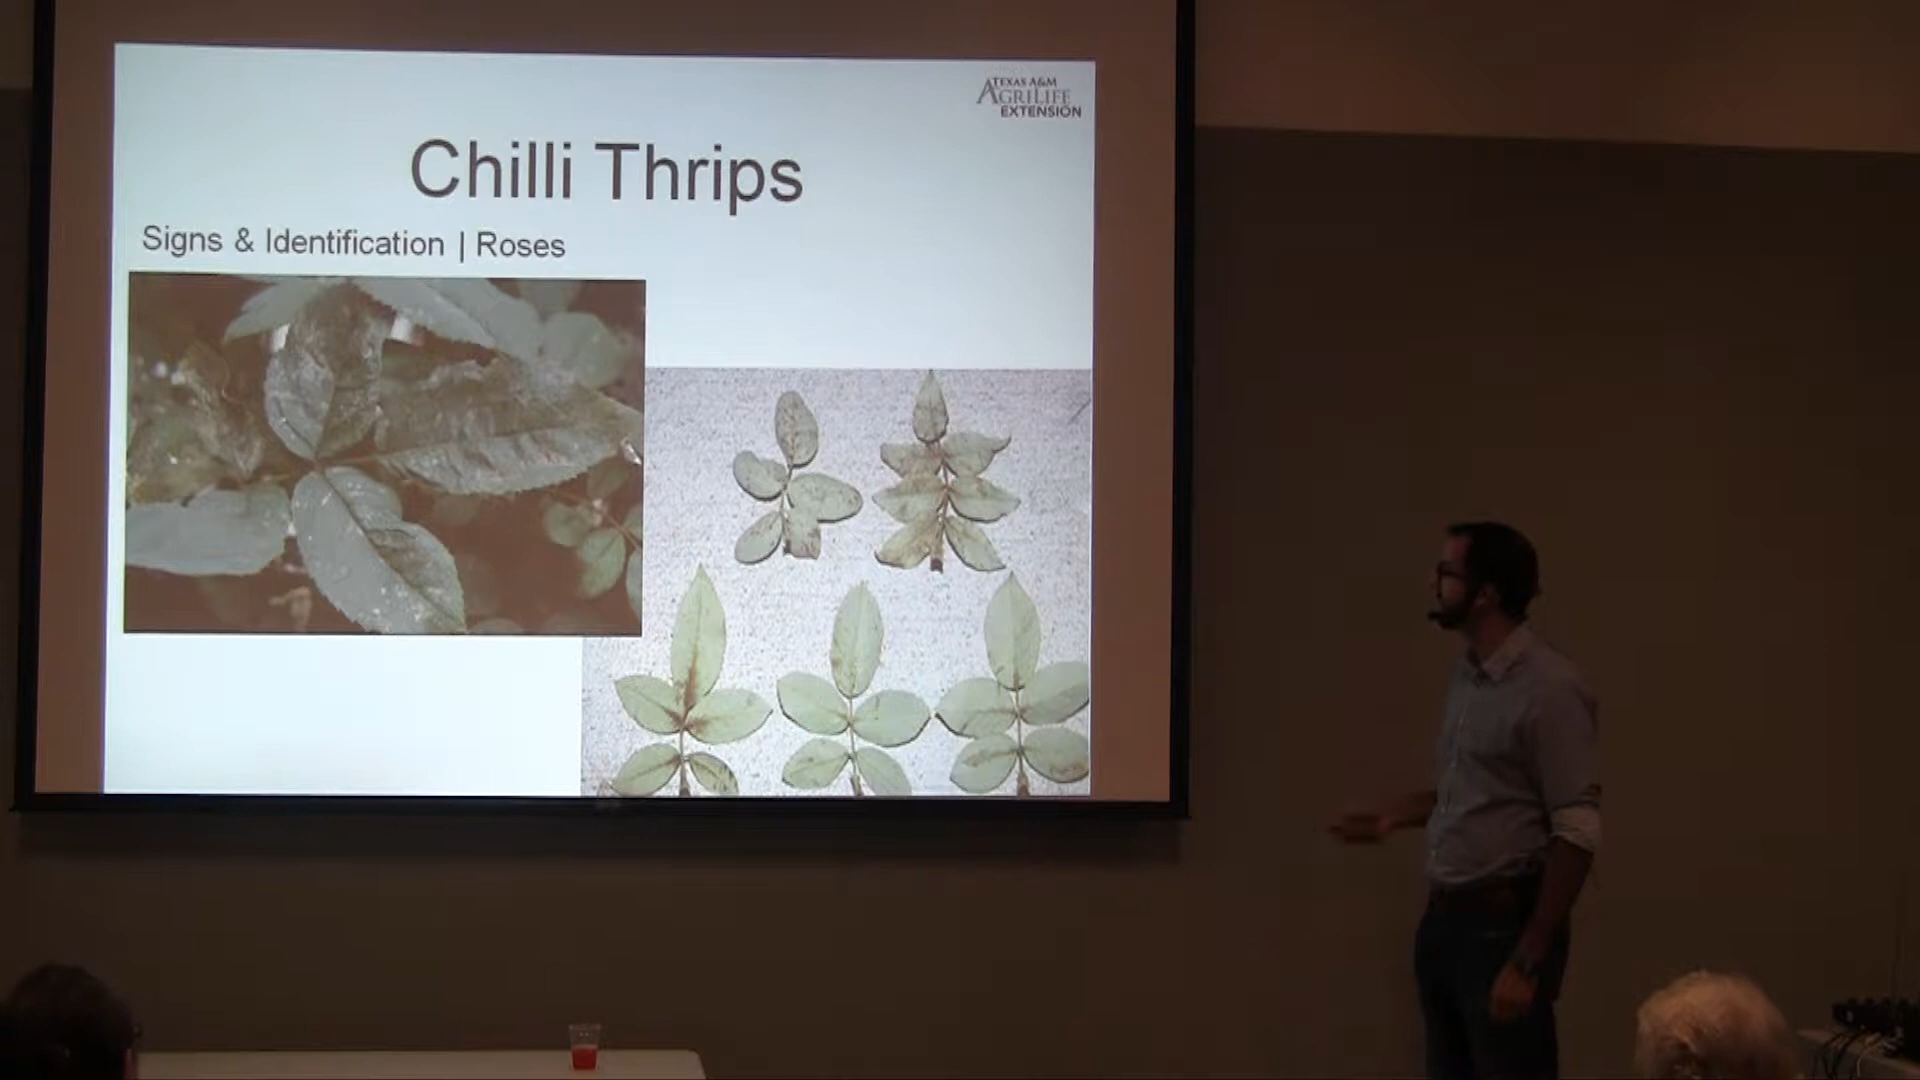 TEXAS A&M
AGRILIFE
EXTENSION
Chilli Thrips
Signs & Identification | Roses